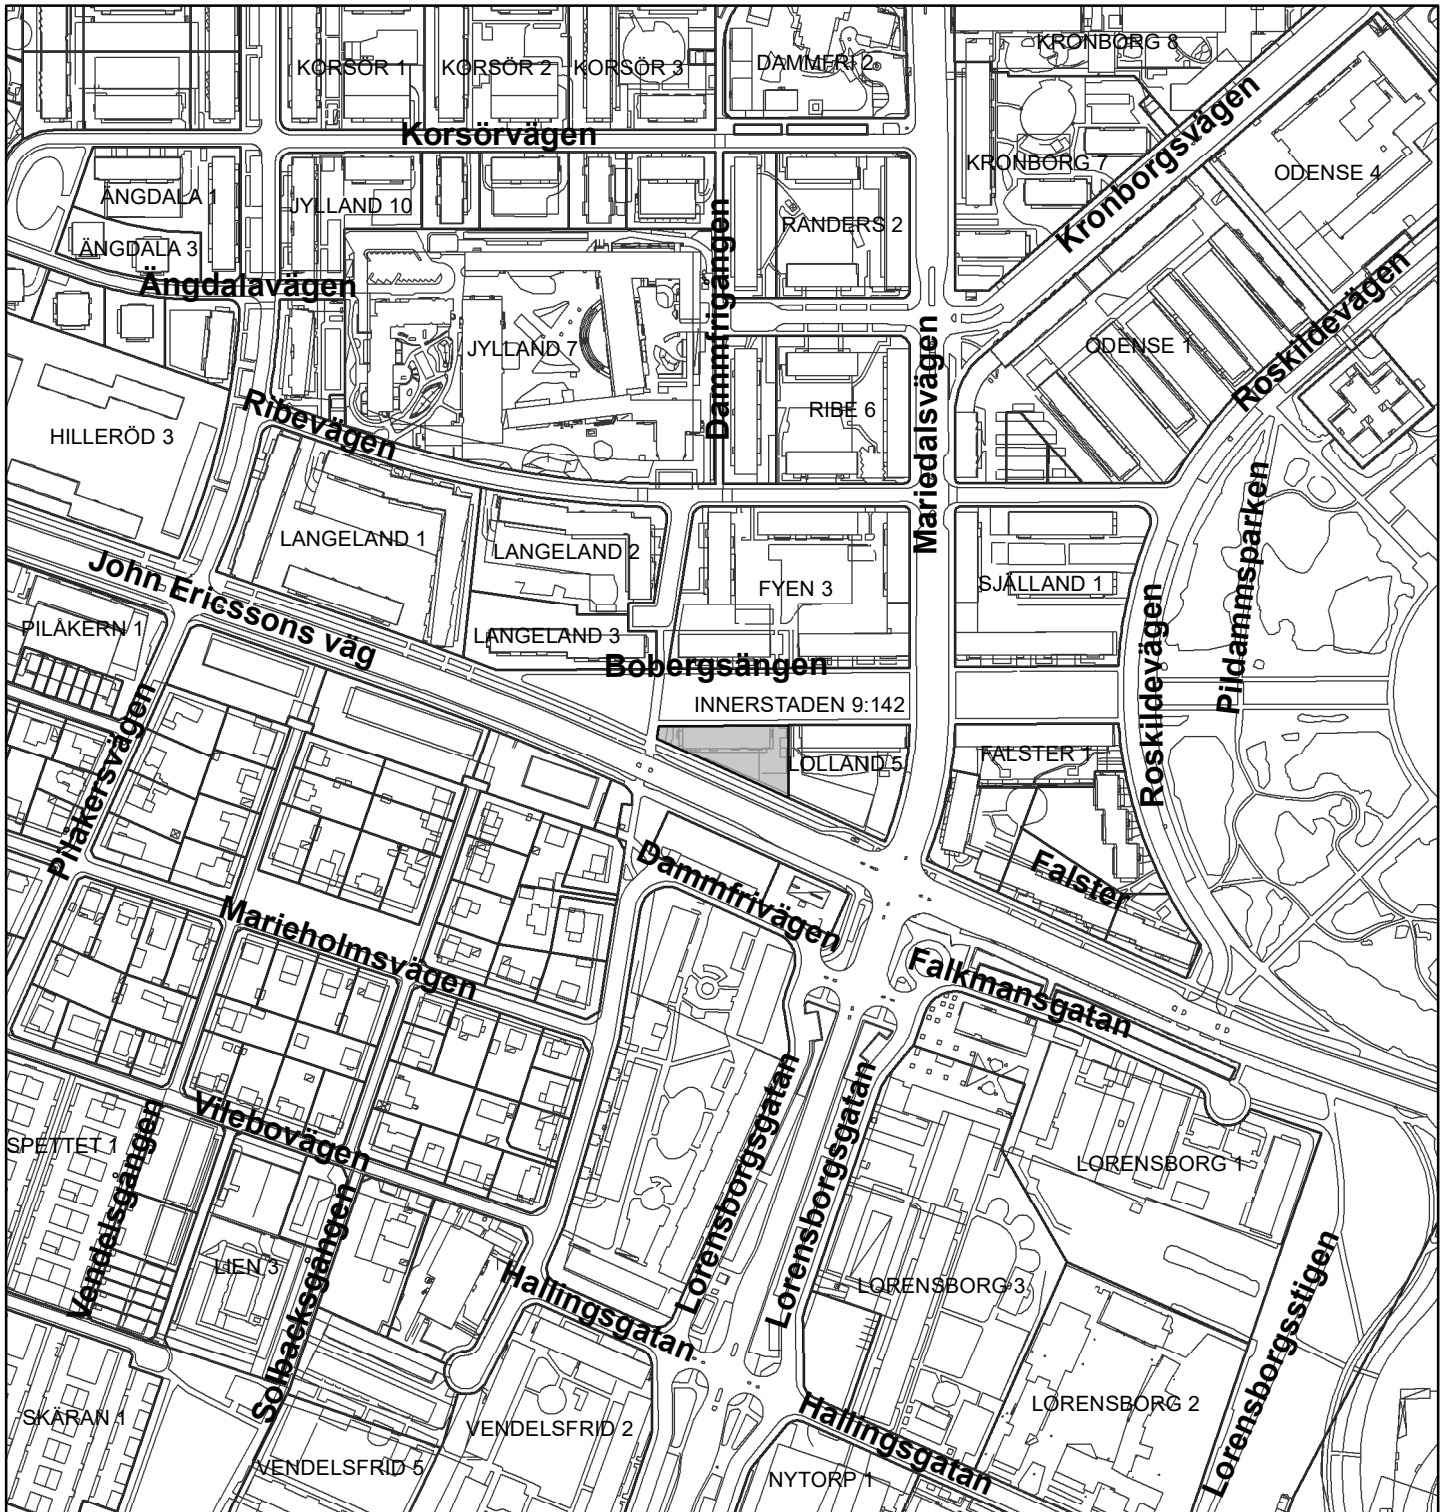 KORSÖR 1
KORSÖR 2
KORSÖR 3
DAMMFRI 2
KRONBORG 8
Korsörvägen
Kronborgsvägen
KRONBORG 7
ODENSE 4
ÄNGDALA 1
JYLLAND 10
RANDERS 2
ÄNGDALA 3
Ängdalavägen
Dammfrigången
Roskildevägen
JYLLAND 7
ODENSE 1
Mariedalsvägen
Ribevägen
RIBE 6
HILLERÖD 3
LANGELAND 1
LANGELAND 2
Pildammsparken
John Ericssons väg
FYEN 3
SJÄLLAND 1
Roskildevägen
PILÅKERN 1
LANGELAND 3
Bobergsängen
INNERSTADEN 9:142
Pilåkersvägen
LOLLAND 5
FALSTER 1
Dammfrivägen
Falster
Marieholmsvägen
Falkmansgatan
Vilebovägen
Vendelsgången
SPETTET 1
Lorensborgsgatan
Lorensborgsgatan
LORENSBORG 1
Solbacksgången
LIEN 3
Hallingsgatan
LORENSBORG 3
Lorensborgsstigen
SKÄRAN 1
VENDELSFRID 2
LORENSBORG 2
Hallingsgatan
VENDELSFRID 5
NYTORP 1